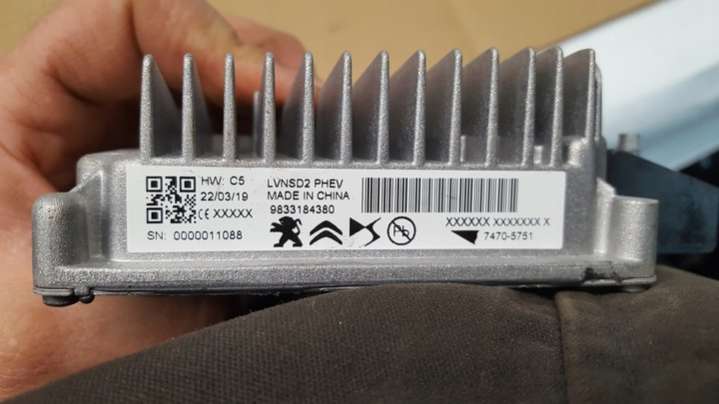 HW: C5
22/03/19
CE XXXXX
SN: 0000011088
LVNSD2 PHEV
MADE IN CHINA
9833184380
Pb
XXXXXX XXXXXXX X
7470-5751